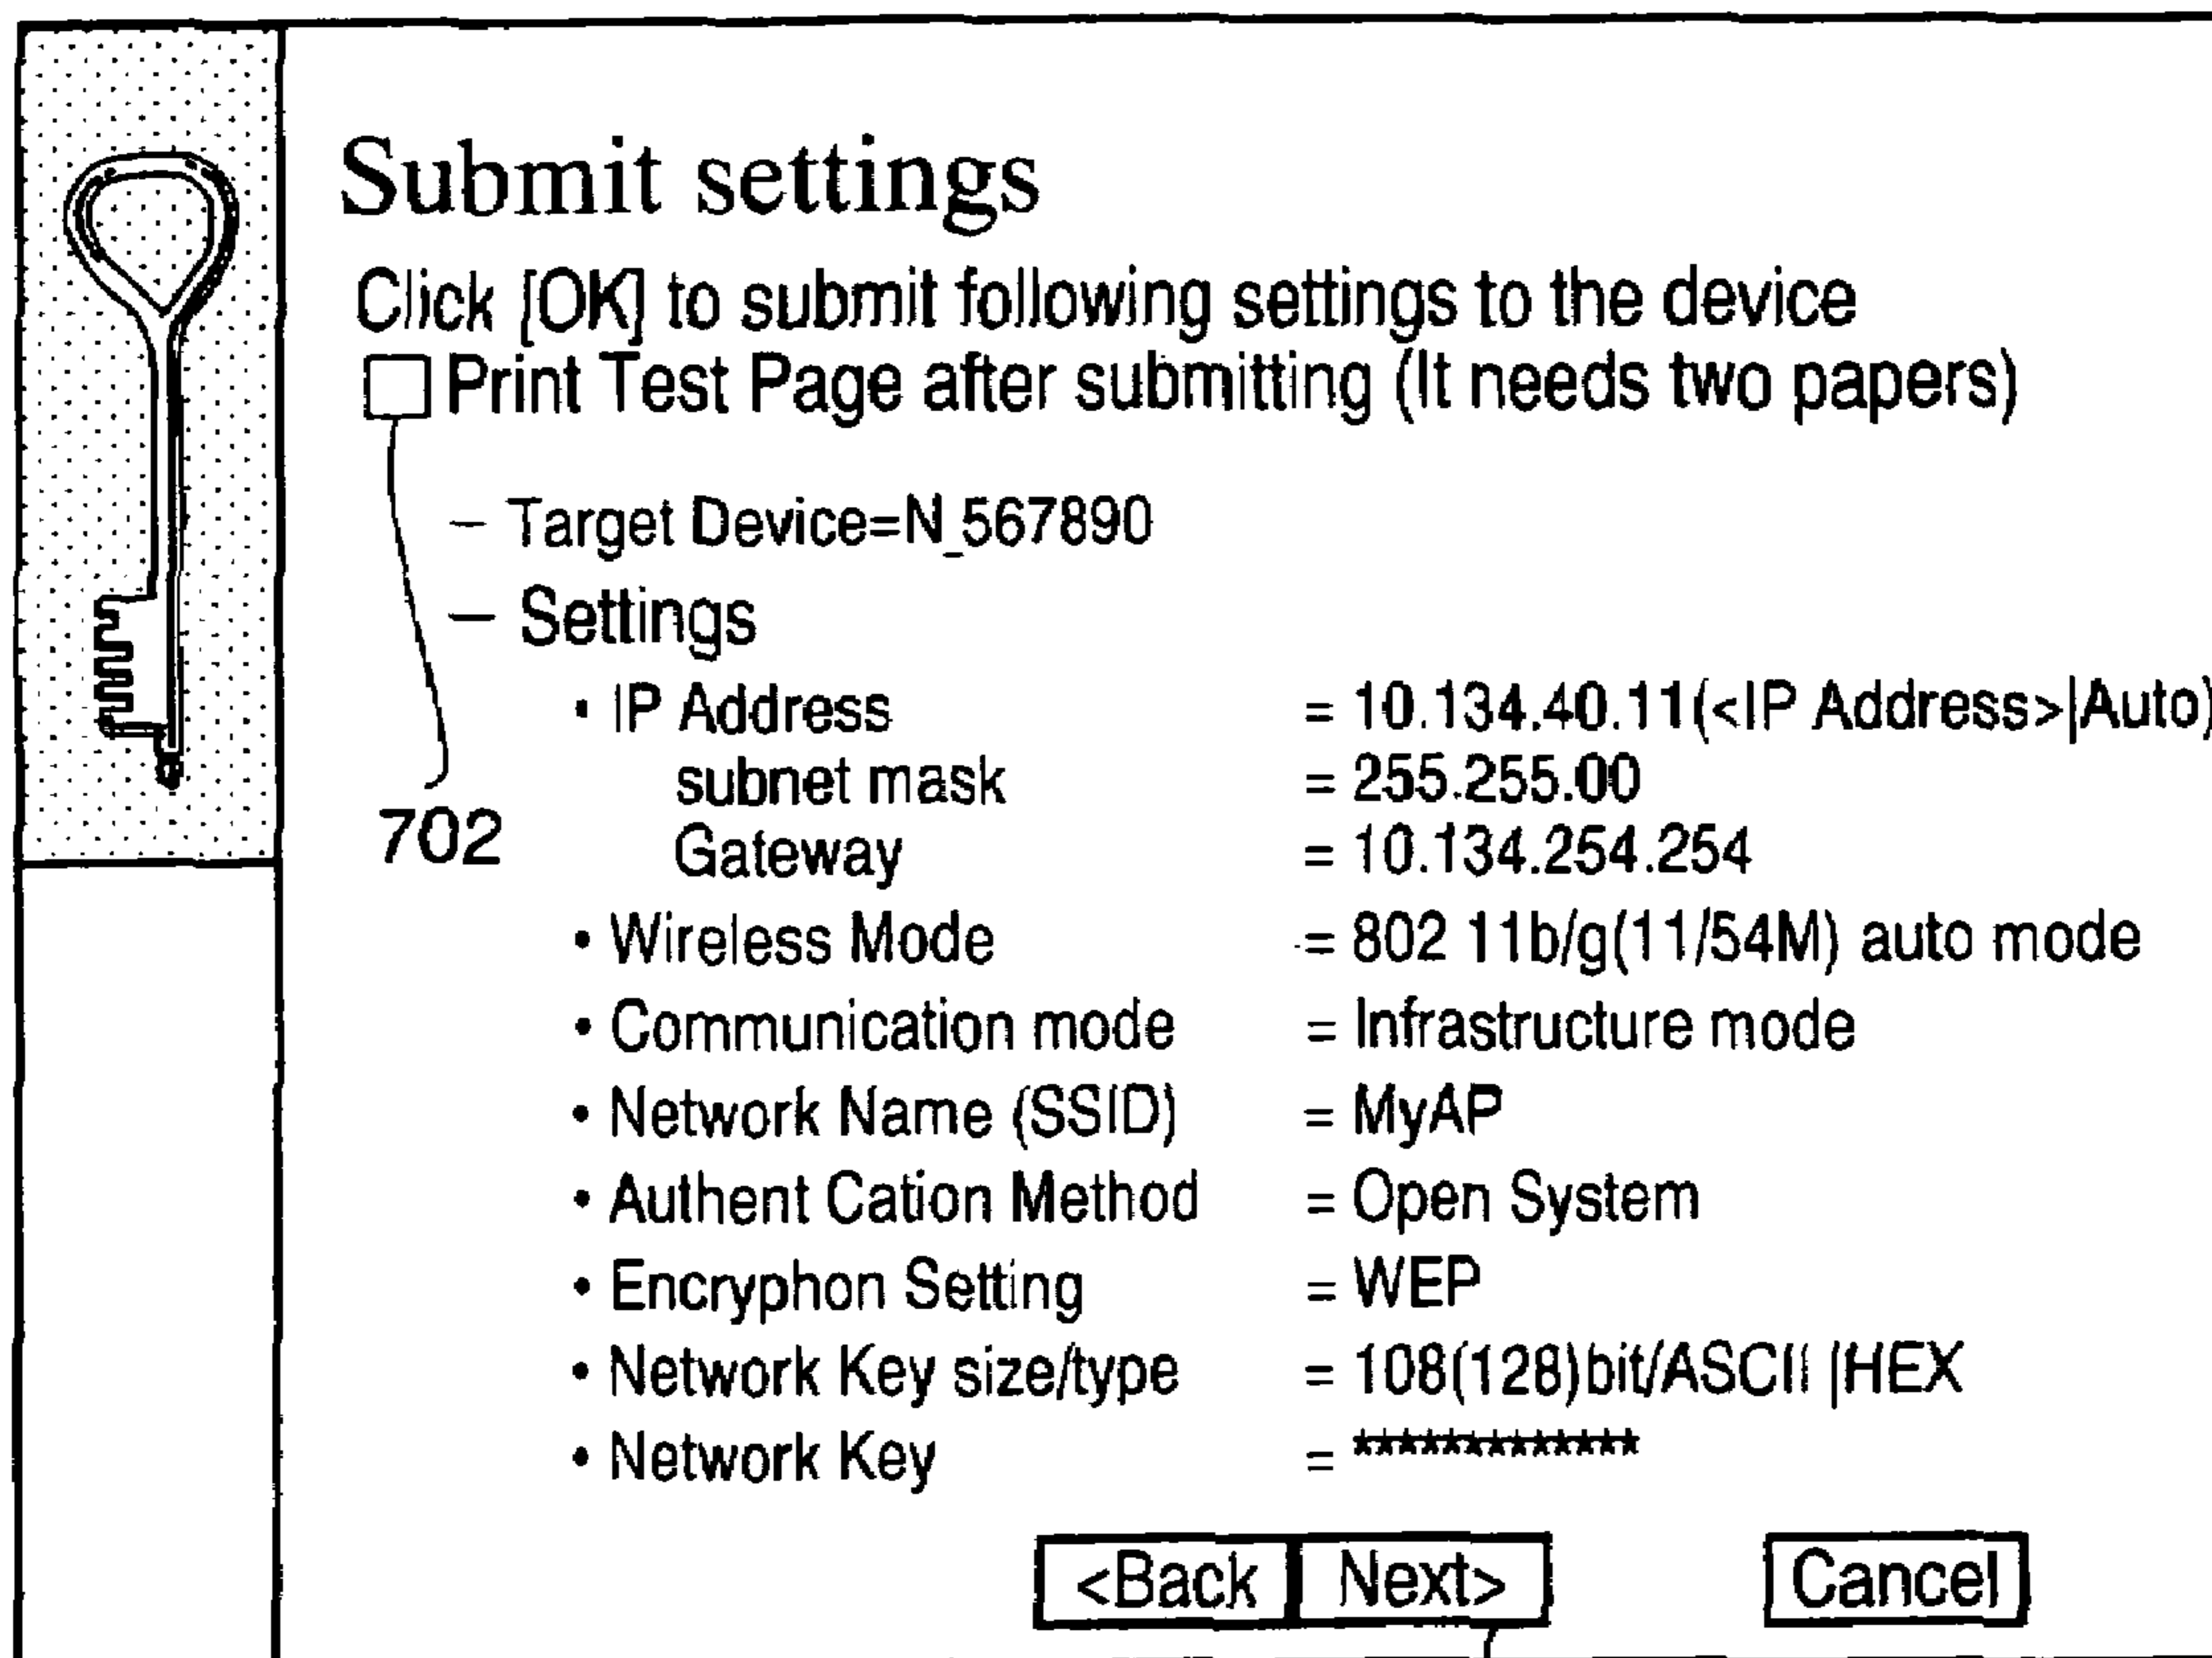 Submit settings
Click [OK] to submit following settings to the device
Print Test Page after submitting (It needs two papers)
– Target Device=N_567890
– Settings
• IP Address = 10.134.40.11(<IP Address>|Auto)
subnet mask = 255.255.00
702
Gateway = 10.134.254.254
• Wireless Mode = 802 11b/g(11/54M) auto mode
• Communication mode = Infrastructure mode
• Network Name (SSID) = MyAP
• Authent Cation Method = Open System
• Encryphon Setting = WEP
• Network Key size/type = 108(128)bit/ASCII |HEX
• Network Key = *************
<Back Next> Cancel